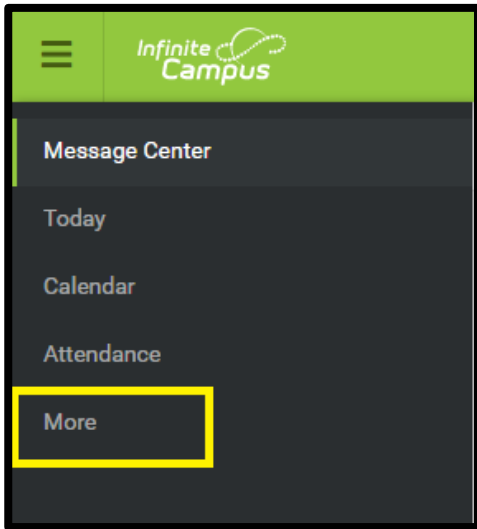 Infinite
Campus
Message Center
Today
Calendar
Attendance
More